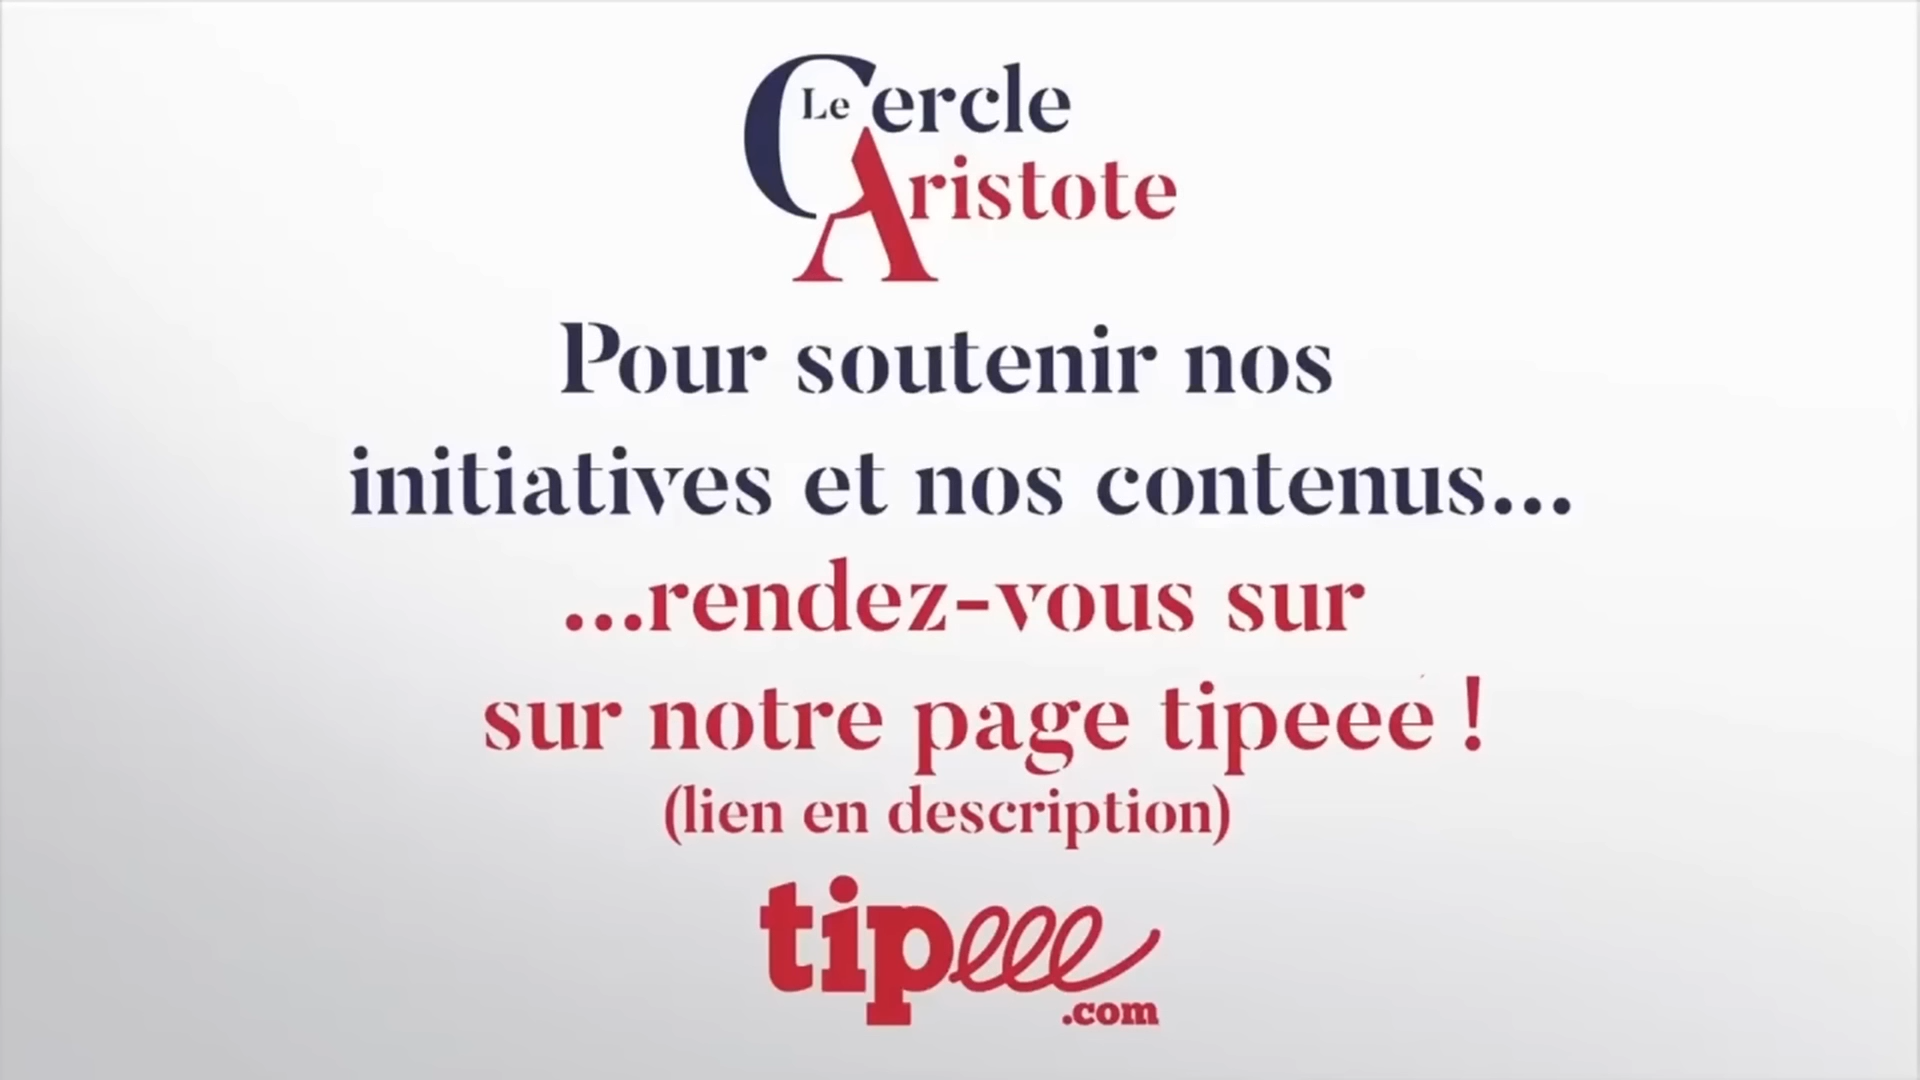 Le Cercle
Aristote
Pour soutenir nos
initiatives et nos contenus...
...rendez-vous sur
sur notre page tipeee !
(lien en description)
tipeee
.com